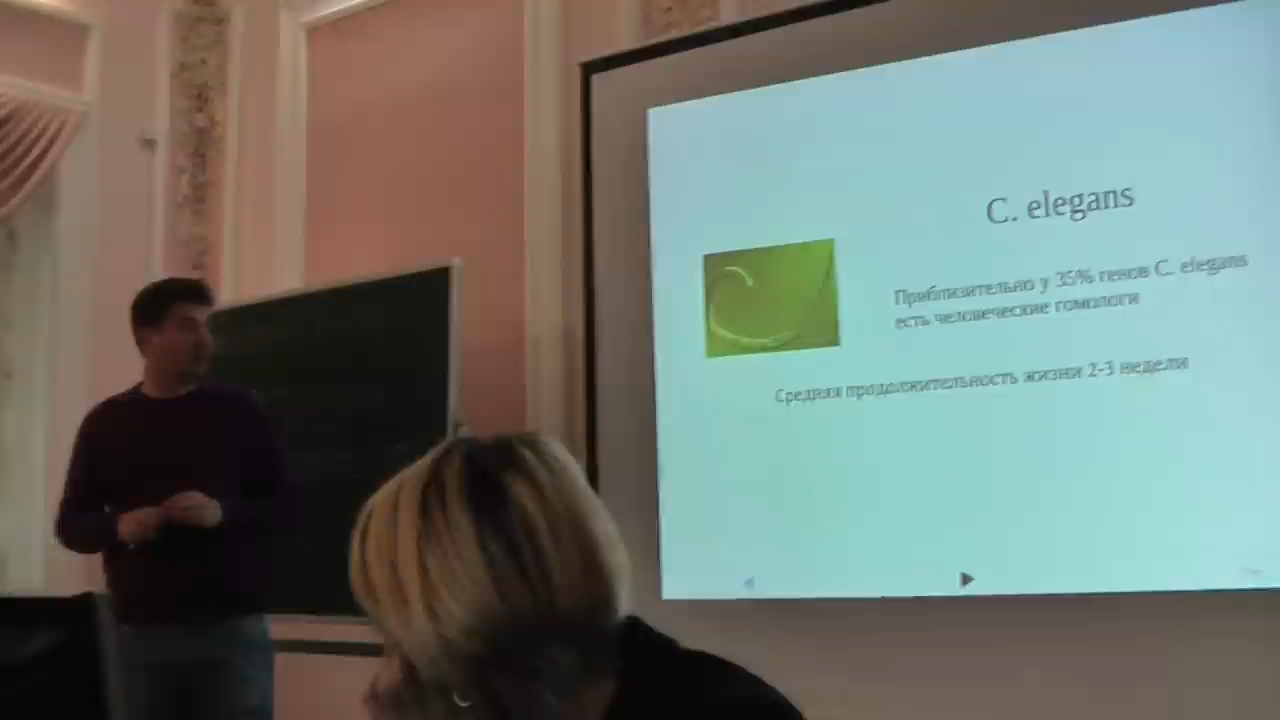 C. elegans
Приблизительно у 35% генов C. elegans
есть человеческие гомологи
Средняя продолжительность жизни 2-3 недели